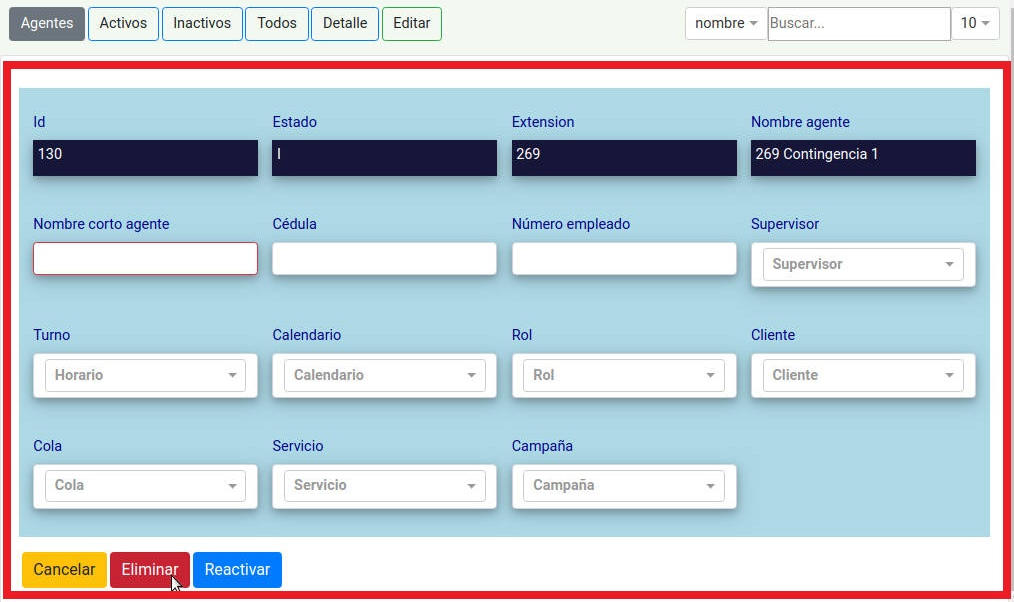 Agentes Activos Inactivos Todos Detalle Editar nombre Buscar... 10
Id Estado Extension Nombre agente
130 I 269 269 Contingencia 1
Nombre corto agente Cédula Número empleado Supervisor
Supervisor
Turno Calendario Rol Cliente
Horario Calendario Rol Cliente
Cola Servicio Campaña
Cola Servicio Campaña
Cancelar Eliminar Reactivar